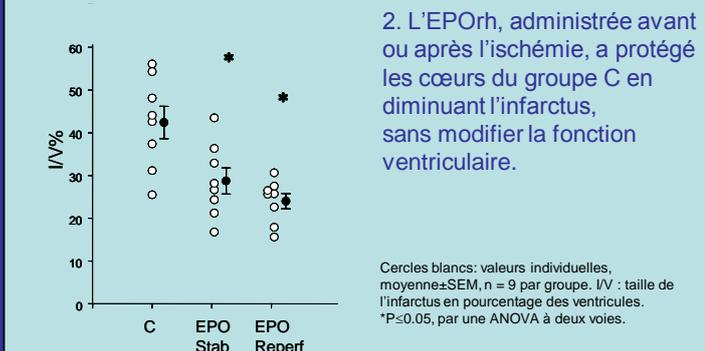 2. L’EPOrh, administrée avant
ou après l’ischémie, a protégé
les cœurs du groupe C en
diminuant l’infarctus,
sans modifier la fonction
ventriculaire.
60
50
40
30
20
10
0
I/V%
*
*
C
EPO
Stab
EPO
Reperf
Cercles blancs: valeurs individuelles,
moyenne±SEM, n = 9 par groupe. I/V : taille de
l’infarctus en pourcentage des ventricules.
*P≤0.05, par une ANOVA à deux voies.